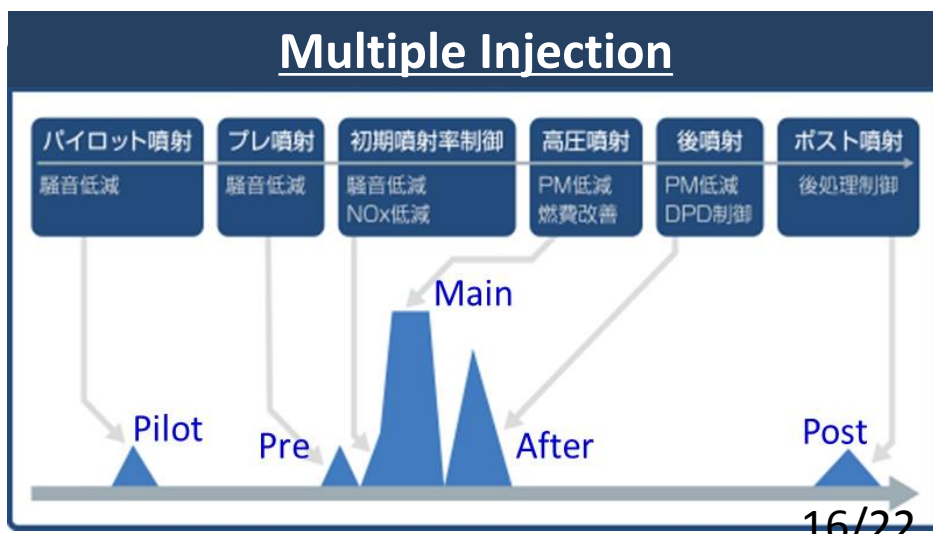 Multiple Injection
パイロット噴射
騒音低減
プレ噴射
騒音低減
初期噴射率制御
騒音低減
NOx低減
高圧噴射
PM低減
燃費改善
後噴射
PM低減
DPD制御
ポスト噴射
後処理制御
Main
Pilot
Pre
After
Post
16/22